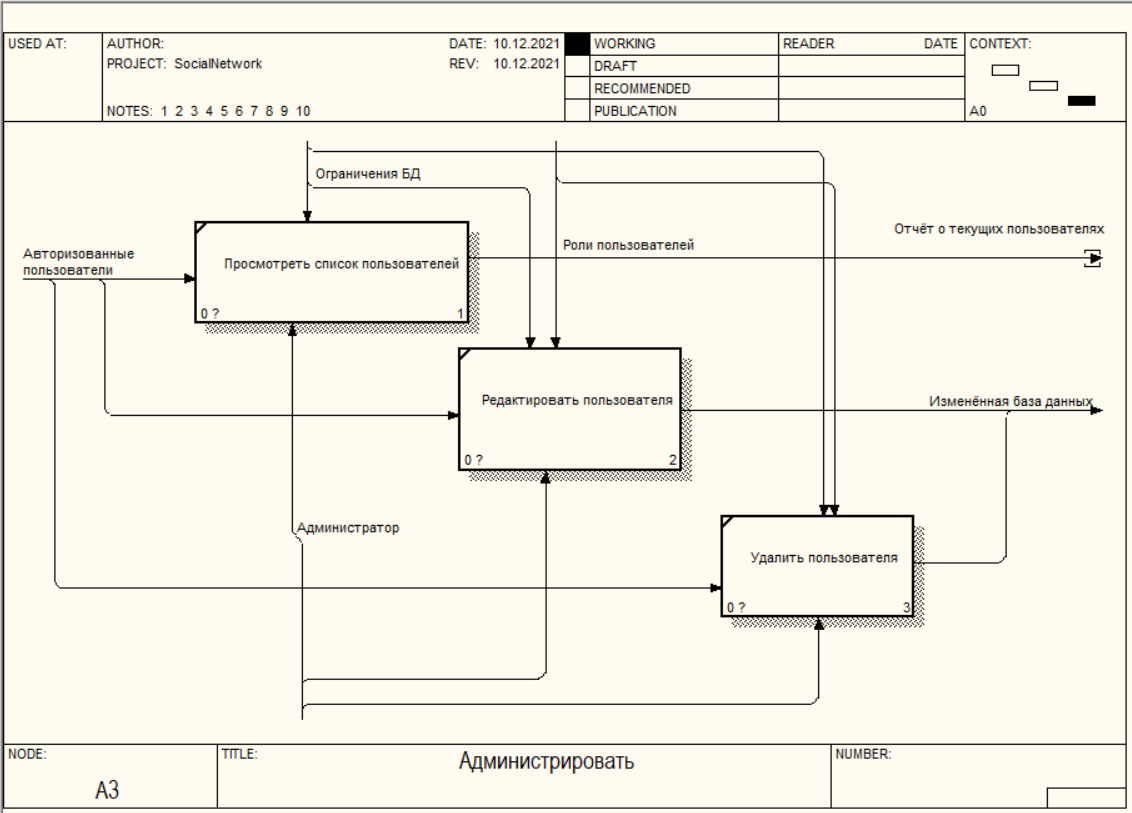 USED AT:
AUTHOR:
DATE: 10.12.2021
PROJECT: SocialNetwork
REV: 10.12.2021
NOTES: 1 2 3 4 5 6 7 8 9 10
WORKING
DRAFT
RECOMMENDED
PUBLICATION
READER
DATE
CONTEXT:
A0
Ограничения БД
Роли пользователей
Отчёт о текущих пользователях
Авторизованные
пользователи
Просмотреть список пользователей
0 ?
1
Редактировать пользователя
0 ?
2
Изменённая база данных
Администратор
Удалить пользователя
0 ?
3
NODE:
A3
TITLE:
Администрировать
NUMBER: